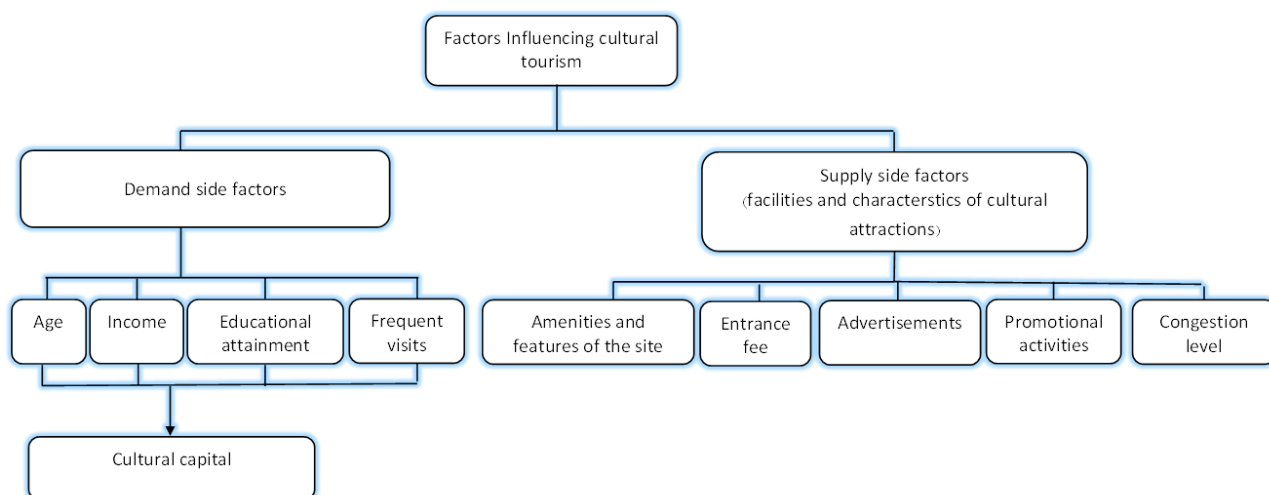 Factors Influencing cultural
tourism
Demand side factors
Supply side factors
(facilities and characterstics of cultural
attractions)
Age
Income
Educational
attainment
Frequent
visits
Amenities and
features of the site
Entrance
fee
Advertisements
Promotional
activities
Congestion
level
Cultural capital